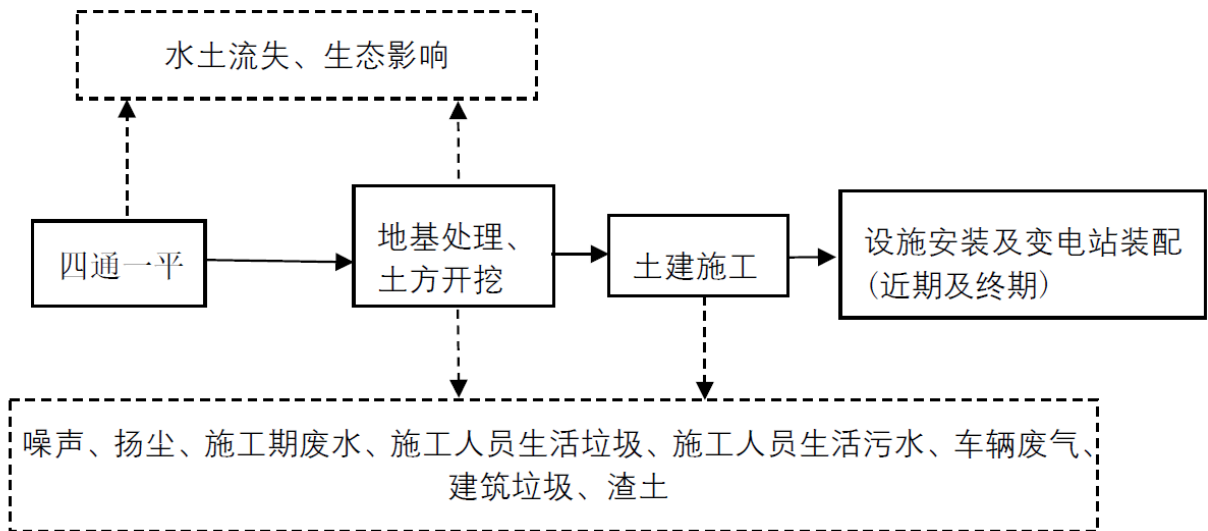 水土流失、生态影响
四通一平
地基处理、
土方开挖
土建施工
设施安装及变电站装配
(近期及终期)
噪声、扬尘、施工期废水、施工人员生活垃圾、施工人员生活污水、车辆废气、
建筑垃圾、渣土